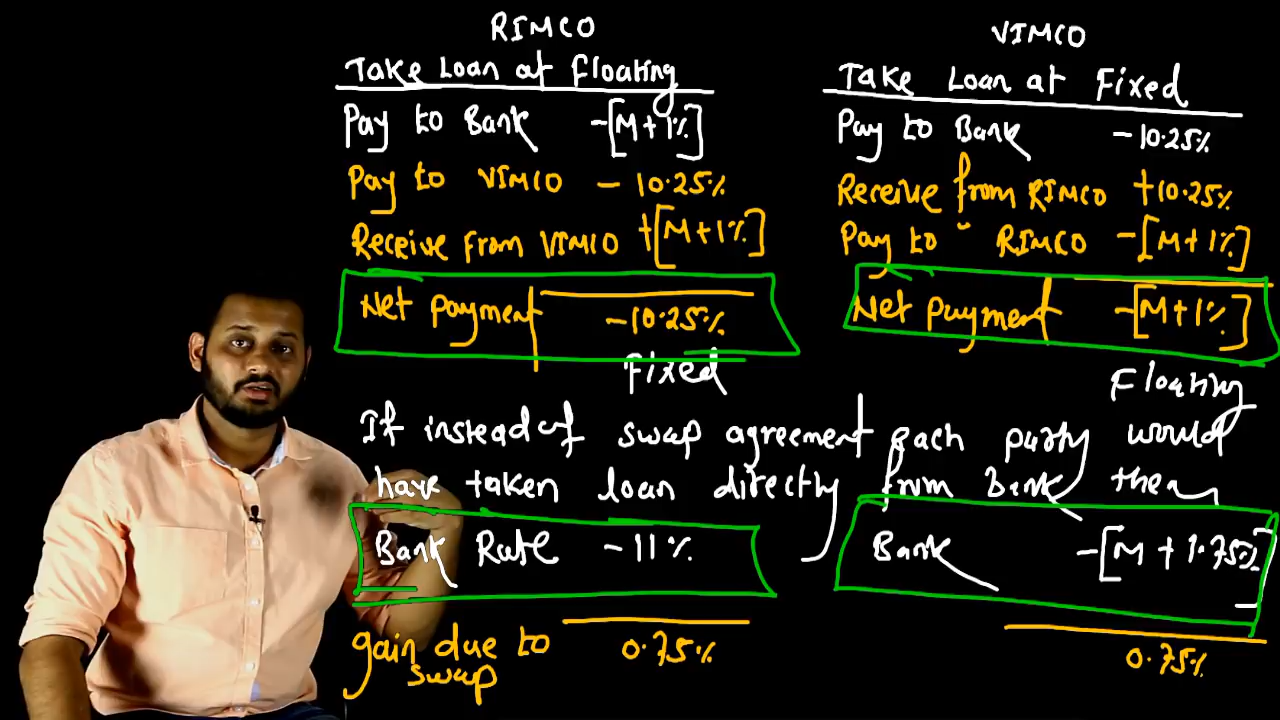 RIMCO
Take Loan at Floating
Pay to Bank -[M+1%]
Pay to VIMCO - 10.25%
Receive from VIMCO +[M+1%]
Net payment -10.25%
Fixed
VIMCO
Take Loan at Fixed
Pay to Bank -10.25%
Receive from RIMCO +10.25%
Pay to RIMCO -[M+1%]
Net Payment -[M+1%]
Floating
If instead of swap agreement each party would
have taken loan directly from Bank then
Bank Rate -11%
gain due to swap 0.75%
Bank -[M + 1.75%]
0.75%